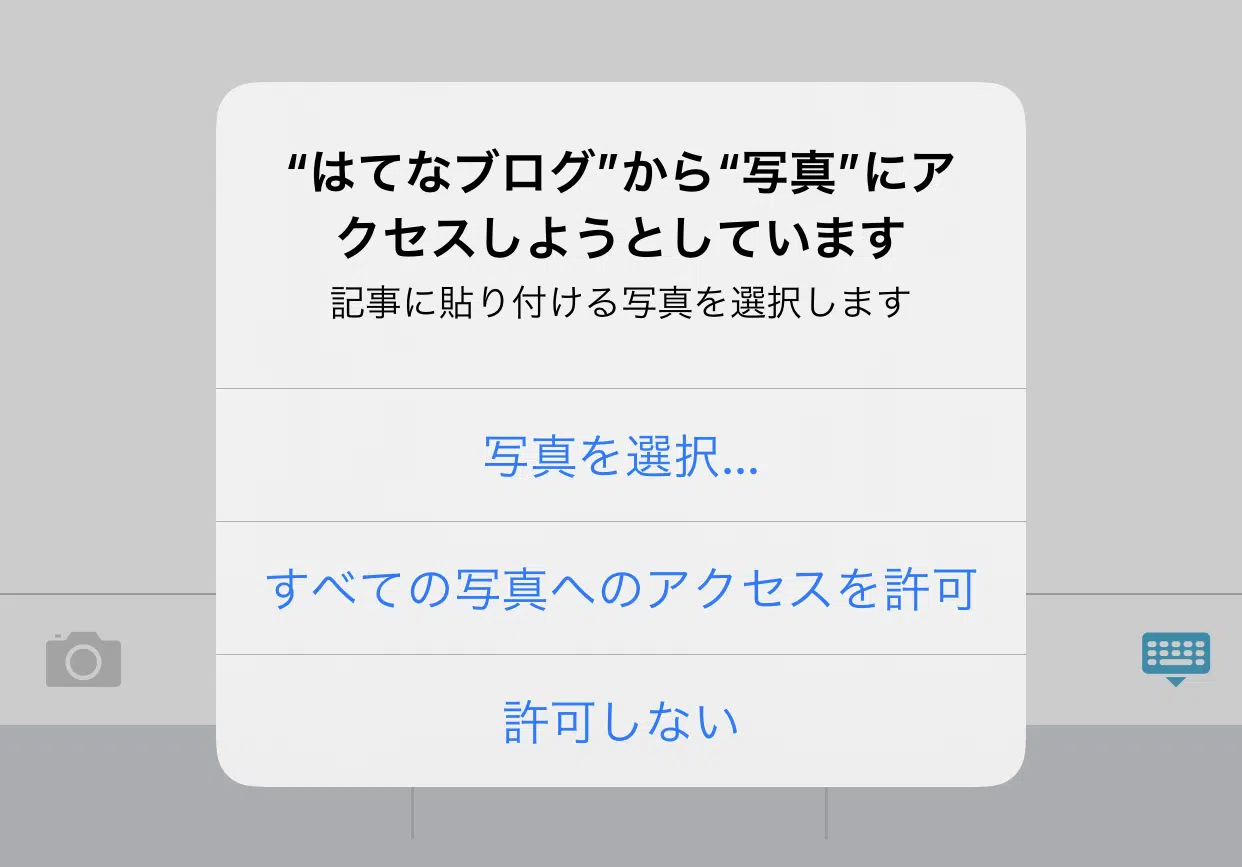 “はてなブログ”から“写真”にア
クセスしようとしています
記事に貼り付ける写真を選択します
写真を選択...
すべての写真へのアクセスを許可
許可しない